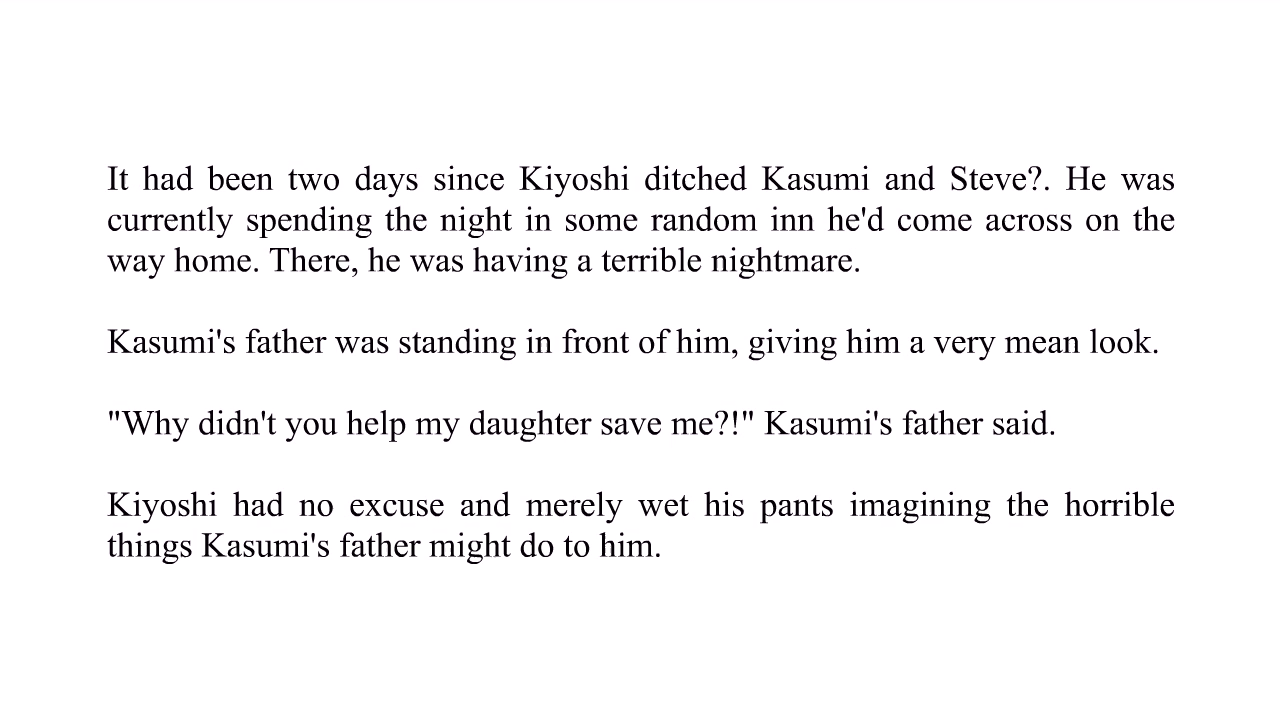 It had been two days since Kiyoshi ditched Kasumi and Steve?. He was
currently spending the night in some random inn he'd come across on the
way home. There, he was having a terrible nightmare.
Kasumi's father was standing in front of him, giving him a very mean look.
"Why didn't you help my daughter save me?!" Kasumi's father said.
Kiyoshi had no excuse and merely wet his pants imagining the horrible
things Kasumi's father might do to him.